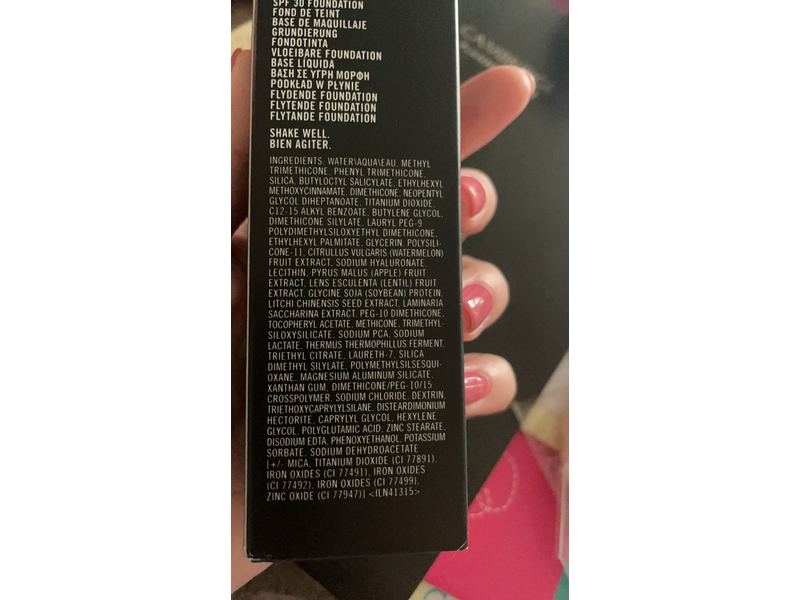 SPF 30 FOUNDATION
FOND DE TEINT
BASE DE MAQUILLAJE
GRUNDIERUNG
FONDOTINTA
VLOEIBARE FOUNDATION
BASE LÍQUIDA
ΒΑΣΗ ΣΕ ΥΓΡΗ ΜΟΡΦΗ
PODKŁAD W PŁYNIE
FLYDENDE FOUNDATION
FLYTENDE FOUNDATION
FLYTANDE FOUNDATION
SHAKE WELL.
BIEN AGITER.
INGREDIENTS: WATER\AQUA\EAU, METHYL
TRIMETHICONE, PHENYL TRIMETHICONE,
SILICA, BUTYLOCTYL SALICYLATE, ETHYLHEXYL
METHOXYCINNAMATE, DIMETHICONE, NEOPENTYL
GLYCOL DIHEPTANOATE, TITANIUM DIOXIDE,
C12-15 ALKYL BENZOATE, BUTYLENE GLYCOL,
DIMETHICONE SILYLATE, LAURYL PEG-9
POLYDIMETHYLSILOXYETHYL DIMETHICONE,
ETHYLHEXYL PALMITATE, GLYCERIN, POLYSILI-
CONE-11, CITRULLUS VULGARIS (WATERMELON)
FRUIT EXTRACT, SODIUM HYALURONATE,
LECITHIN, PYRUS MALUS (APPLE) FRUIT
EXTRACT, LENS ESCULENTA (LENTIL) FRUIT
EXTRACT, GLYCINE SOJA (SOYBEAN) PROTEIN,
LITCHI CHINENSIS SEED EXTRACT, LAMINARIA
SACCHARINA EXTRACT, PEG-10 DIMETHICONE,
TOCOPHERYL ACETATE, METHICONE, TRIMETHYL-
SILOXYSILICATE, SODIUM PCA, SODIUM
LACTATE, THERMUS THERMOPHILLUS FERMENT,
TRIETHYL CITRATE, LAURETH-7, SILICA
DIMETHYL SILYLATE, POLYMETHYLSILSESQUI-
OXANE, MAGNESIUM ALUMINUM SILICATE,
XANTHAN GUM, DIMETHICONE/PEG-10/15
CROSSPOLYMER, SODIUM CHLORIDE, DEXTRIN,
TRIETHOXYCAPRYLYLSILANE, DISTEARDIMONIUM
HECTORITE, CAPRYLYL GLYCOL, HEXYLENE
GLYCOL, POLYGLUTAMIC ACID, ZINC STEARATE,
DISODIUM EDTA, PHENOXYETHANOL, POTASSIUM
SORBATE, SODIUM DEHYDROACETATE
[+/- MICA, TITANIUM DIOXIDE (CI 77891),
IRON OXIDES (CI 77491), IRON OXIDES
(CI 77492), IRON OXIDES (CI 77499),
ZINC OXIDE (CI 77947)] <ILN41315>